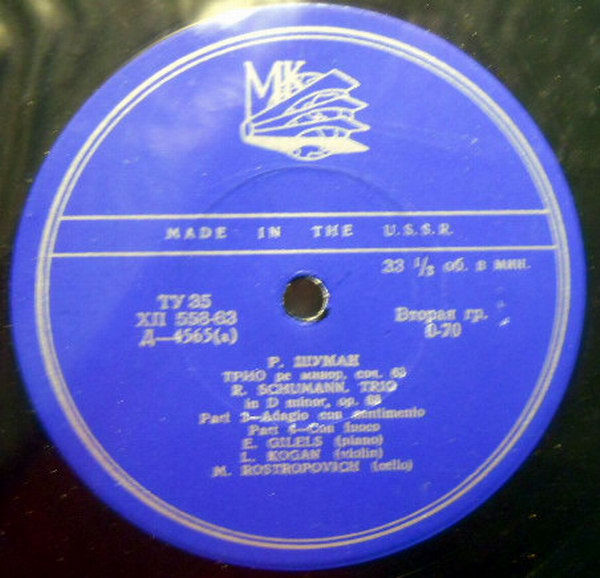 МК
MADE IN THE U.S.S.R.
33 1/3 об. в мин.
ТУ 35
ХП 558-63
Д—4565(а)
Вторая гр.
0-70
Р. ШУМАН
ТРИО ре минор, соч. 63
R. SCHUMANN. TRIO
in D minor, op. 63
Part 3—Adagio con sentimento
Part 4—Con fuoco
E. GILELS (piano)
L. KOGAN (violin)
M. ROSTROPOVICH (cello)